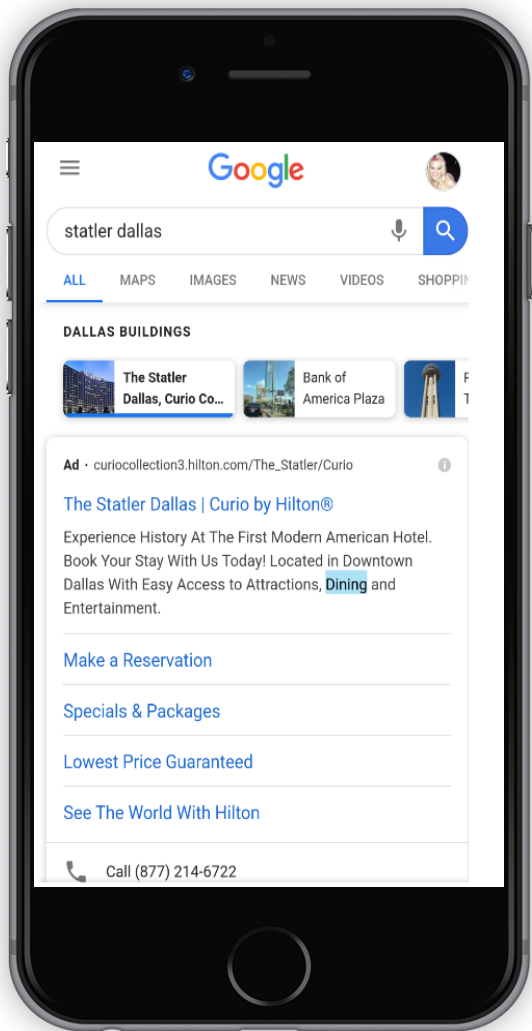 Google
statler dallas
ALL MAPS IMAGES NEWS VIDEOS SHOPPIN
DALLAS BUILDINGS
The Statler
Dallas, Curio Co...
Bank of
America Plaza
Ad · curiocollection3.hilton.com/The_Statler/Curio
The Statler Dallas | Curio by Hilton®
Experience History At The First Modern American Hotel.
Book Your Stay With Us Today! Located in Downtown
Dallas With Easy Access to Attractions, Dining and
Entertainment.
Make a Reservation
Specials & Packages
Lowest Price Guaranteed
See The World With Hilton
Call (877) 214-6722